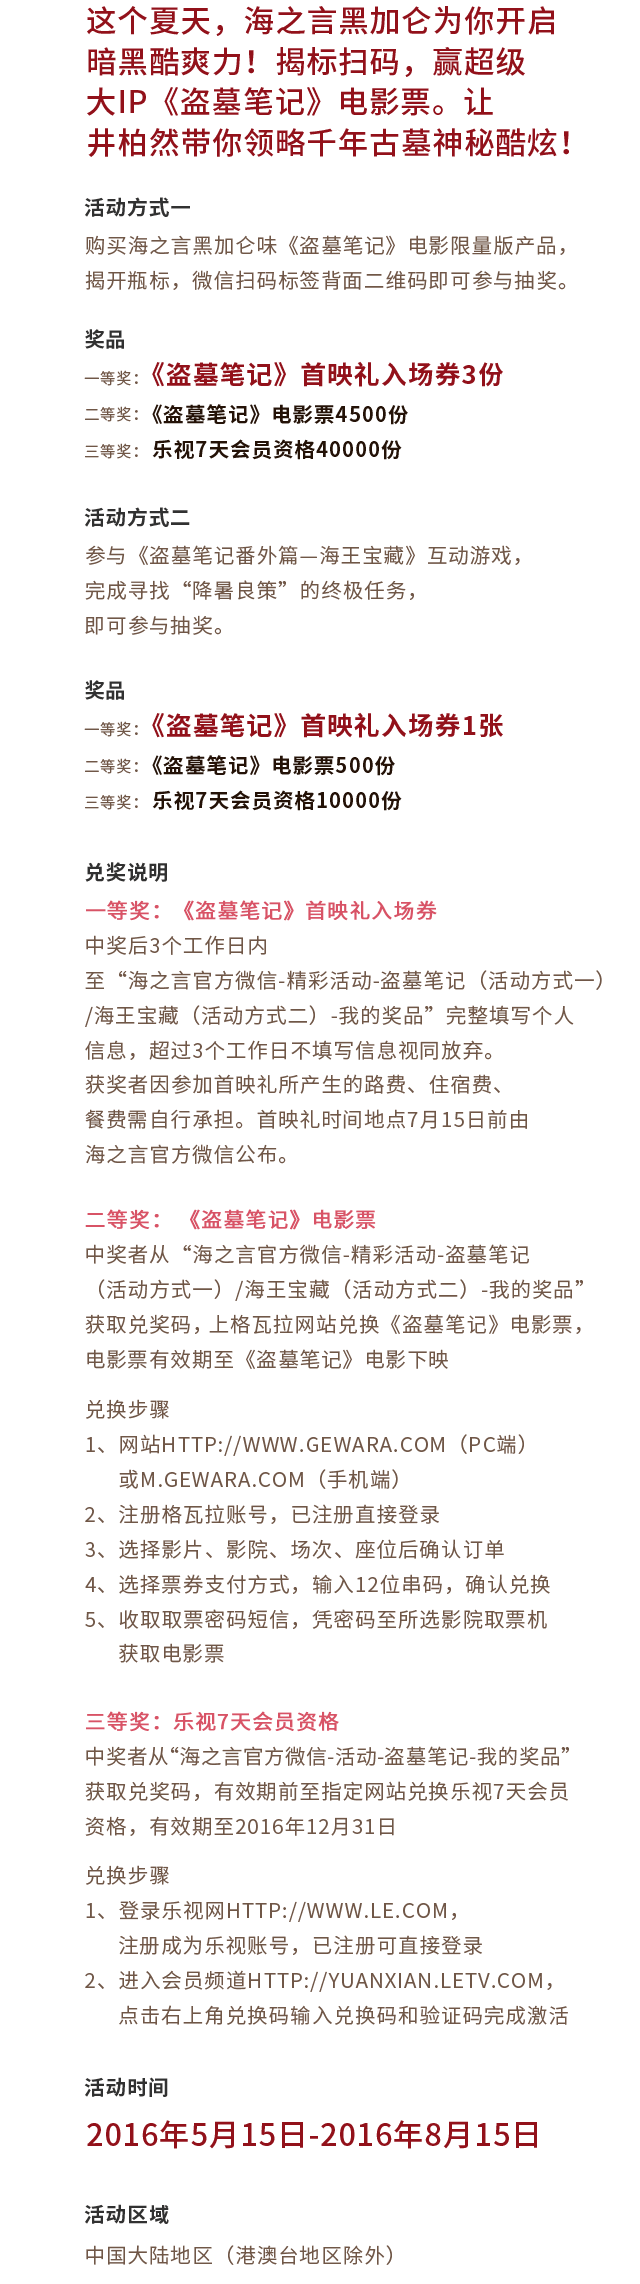 这个夏天，海之言黑加仑为你开启
暗黑酷爽力！揭标扫码，赢超级
大IP《盗墓笔记》电影票。让
井柏然带你领略千年古墓神秘酷炫！
活动方式一
购买海之言黑加仑味《盗墓笔记》电影限量版产品，
揭开瓶标，微信扫码标签背面二维码即可参与抽奖。
奖品
一等奖：《盗墓笔记》首映礼入场券3份
二等奖：《盗墓笔记》电影票4500份
三等奖： 乐视7天会员资格40000份
活动方式二
参与《盗墓笔记番外篇—海王宝藏》互动游戏，
完成寻找“降暑良策”的终极任务，
即可参与抽奖。
奖品
一等奖：《盗墓笔记》首映礼入场券1张
二等奖：《盗墓笔记》电影票500份
三等奖： 乐视7天会员资格10000份
兑奖说明
一等奖：《盗墓笔记》首映礼入场券
中奖后3个工作日内
至“海之言官方微信-精彩活动-盗墓笔记（活动方式一）
/海王宝藏（活动方式二）-我的奖品”完整填写个人
信息，超过3个工作日不填写信息视同放弃。
获奖者因参加首映礼所产生的路费、住宿费、
餐费需自行承担。首映礼时间地点7月15日前由
海之言官方微信公布。
二等奖： 《盗墓笔记》电影票
中奖者从“海之言官方微信-精彩活动-盗墓笔记
（活动方式一）/海王宝藏（活动方式二）-我的奖品”
获取兑奖码，上格瓦拉网站兑换《盗墓笔记》电影票，
电影票有效期至《盗墓笔记》电影下映
兑换步骤
1、网站HTTP://WWW.GEWARA.COM（PC端）
或M.GEWARA.COM（手机端）
2、注册格瓦拉账号，已注册直接登录
3、选择影片、影院、场次、座位后确认订单
4、选择票券支付方式，输入12位串码，确认兑换
5、收取取票密码短信，凭密码至所选影院取票机
获取电影票
三等奖：乐视7天会员资格
中奖者从“海之言官方微信-活动-盗墓笔记-我的奖品”
获取兑奖码，有效期前至指定网站兑换乐视7天会员
资格，有效期至2016年12月31日
兑换步骤
1、登录乐视网HTTP://WWW.LE.COM，
注册成为乐视账号，已注册可直接登录
2、进入会员频道HTTP://YUANXIAN.LETV.COM，
点击右上角兑换码输入兑换码和验证码完成激活
活动时间
2016年5月15日-2016年8月15日
活动区域
中国大陆地区（港澳台地区除外）